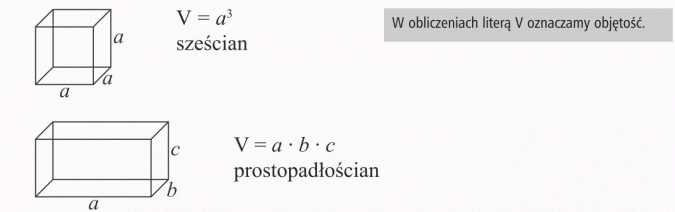 V = a³
sześcian
a
a
a
W obliczeniach literą V oznaczamy objętość.
V = a · b · c
prostopadłościan
c
b
a